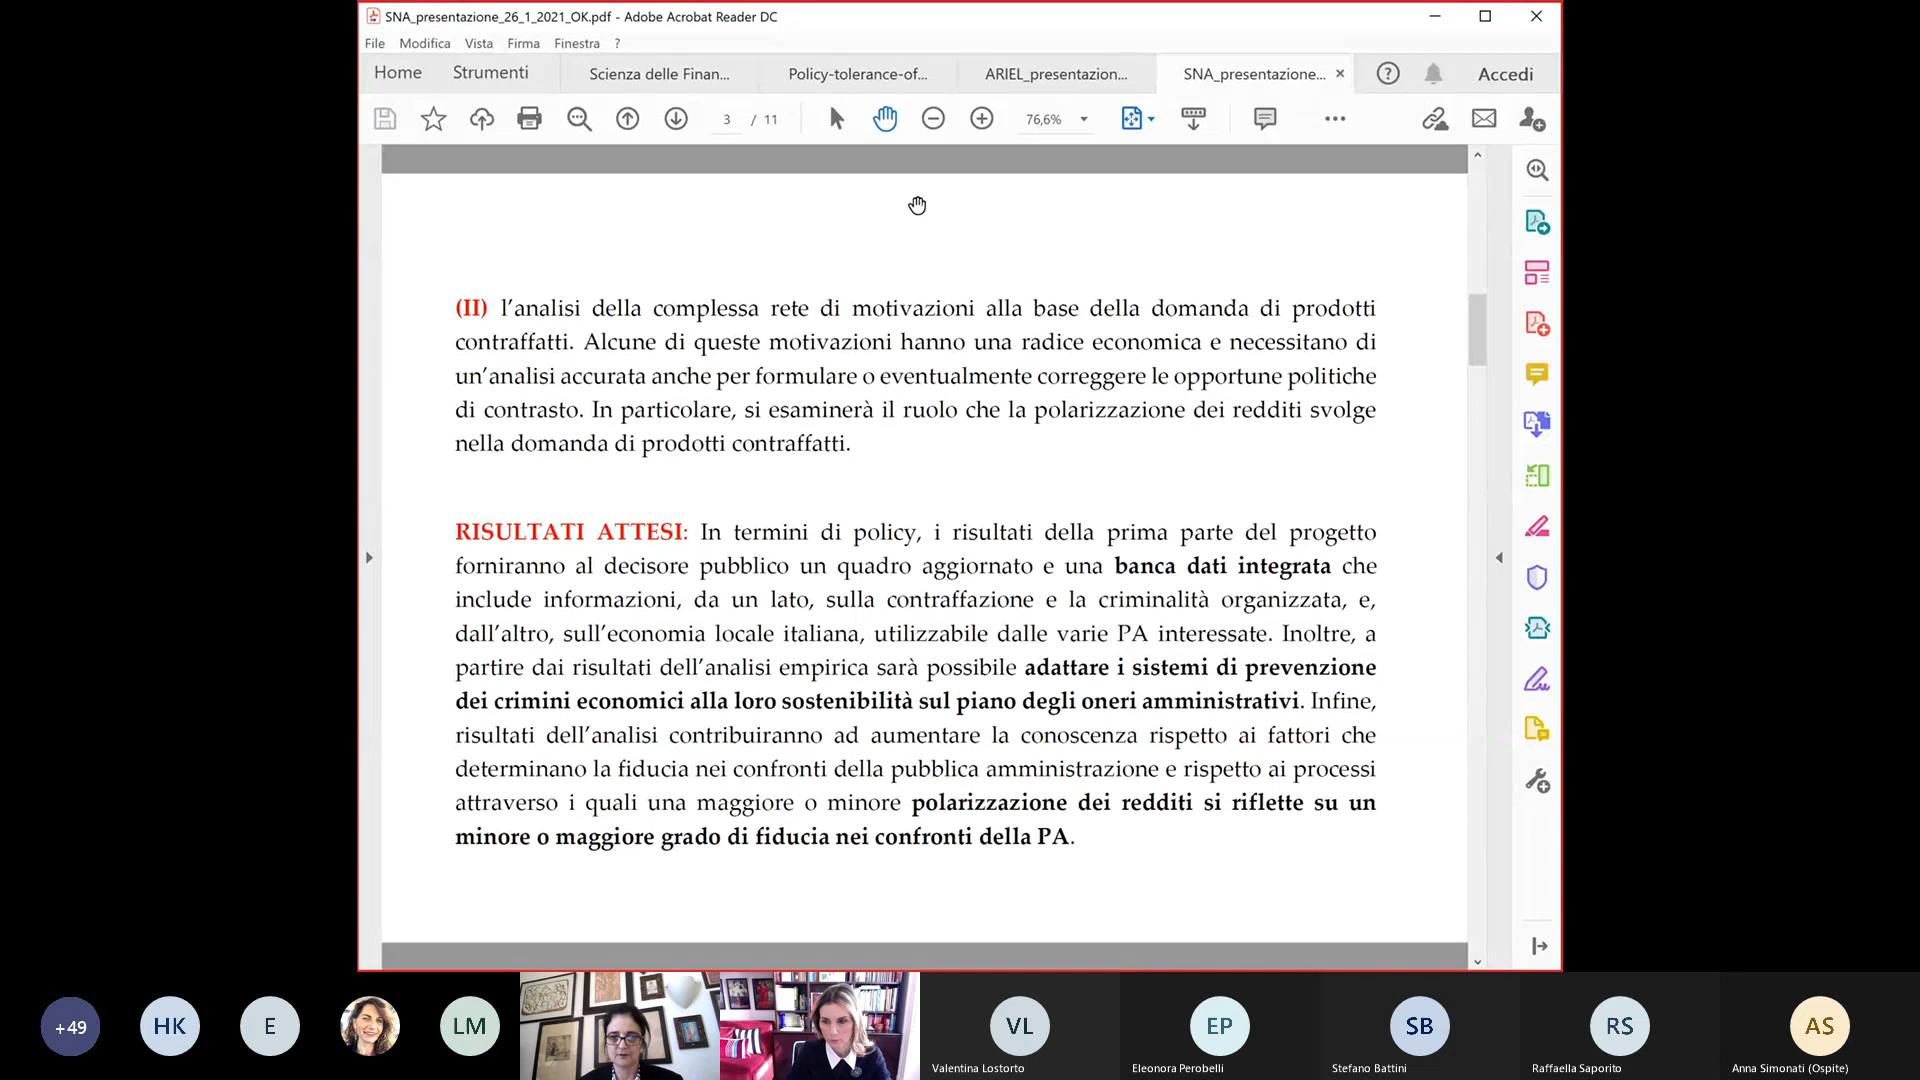 SNA_presentazione_26_1_2021_OK.pdf - Adobe Acrobat Reader DC
File Modifica Vista Firma Finestra ?
Home Strumenti Scienza delle Finan... Policy-tolerance-of... ARIEL_presentazion... SNA_presentazione... × ? Accedi
3 / 11 76,6%
(II) l’analisi della complessa rete di motivazioni alla base della domanda di prodotti
contraffatti. Alcune di queste motivazioni hanno una radice economica e necessitano di
un’analisi accurata anche per formulare o eventualmente correggere le opportune politiche
di contrasto. In particolare, si esaminerà il ruolo che la polarizzazione dei redditi svolge
nella domanda di prodotti contraffatti.
RISULTATI ATTESI: In termini di policy, i risultati della prima parte del progetto
forniranno al decisore pubblico un quadro aggiornato e una banca dati integrata che
include informazioni, da un lato, sulla contraffazione e la criminalità organizzata, e,
dall’altro, sull’economia locale italiana, utilizzabile dalle varie PA interessate. Inoltre, a
partire dai risultati dell’analisi empirica sarà possibile adattare i sistemi di prevenzione
dei crimini economici alla loro sostenibilità sul piano degli oneri amministrativi. Infine,
risultati dell’analisi contribuiranno ad aumentare la conoscenza rispetto ai fattori che
determinano la fiducia nei confronti della pubblica amministrazione e rispetto ai processi
attraverso i quali una maggiore o minore polarizzazione dei redditi si riflette su un
minore o maggiore grado di fiducia nei confronti della PA.
+49 HK E LM VL EP SB RS AS
Valentina Lostorto Eleonora Perobelli Stefano Battini Raffaella Saporito Anna Simonati (Ospite)